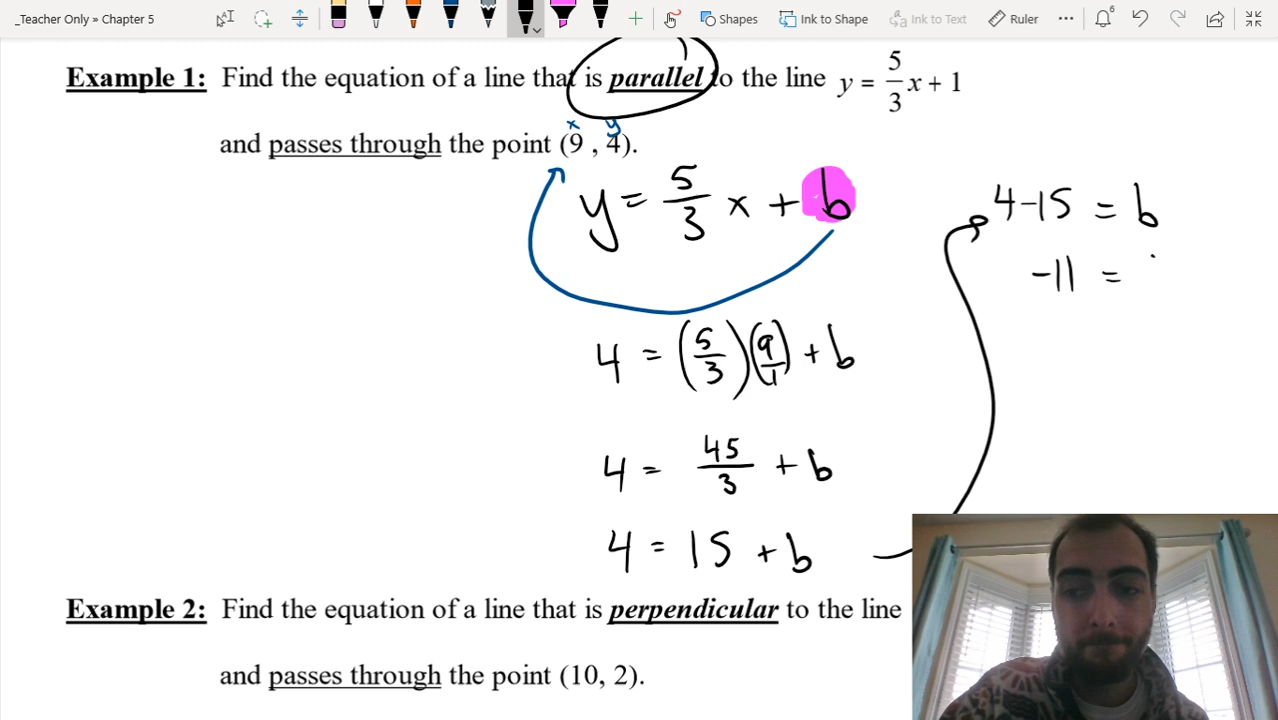 _Teacher Only » Chapter 5
Shapes
Ink to Shape
Ink to Text
Ruler
6
Example 1: Find the equation of a line that is parallel to the line y = 5/3 x + 1
and passes through the point (9 , 4).
x y
y = 5/3 x + b
4 = (5/3)(9/1) + b
4 = 45/3 + b
4 = 15 + b
4-15 = b
-11 =
Example 2: Find the equation of a line that is perpendicular to the line
and passes through the point (10, 2).